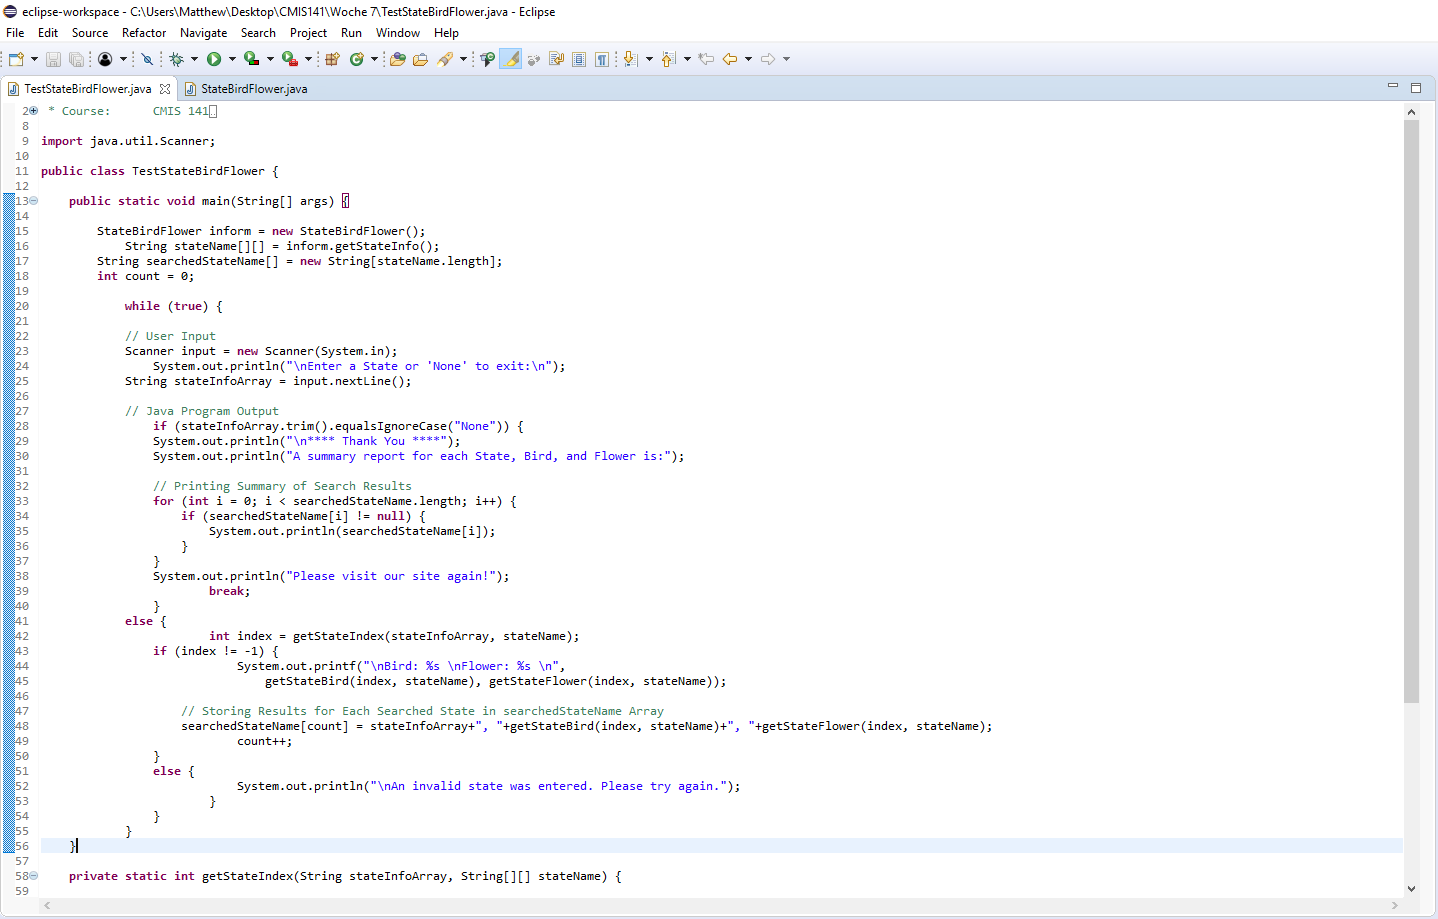 eclipse-workspace - C:\Users\Matthew\Desktop\CMIS141\Woche 7\TestStateBirdFlower.java - Eclipse
File Edit Source Refactor Navigate Search Project Run Window Help
TestStateBirdFlower.java StateBirdFlower.java
2 * Course:      CMIS 141
8
9 import java.util.Scanner;
10
11 public class TestStateBirdFlower {
12
13     public static void main(String[] args) {
14
15         StateBirdFlower inform = new StateBirdFlower();
16             String stateName[][] = inform.getStateInfo();
17         String searchedStateName[] = new String[stateName.length];
18         int count = 0;
19
20             while (true) {
21
22             // User Input
23             Scanner input = new Scanner(System.in);
24                 System.out.println("\nEnter a State or 'None' to exit:\n");
25             String stateInfoArray = input.nextLine();
26
27             // Java Program Output
28                 if (stateInfoArray.trim().equalsIgnoreCase("None")) {
29                 System.out.println("\n**** Thank You ****");
30                 System.out.println("A summary report for each State, Bird, and Flower is:");
31
32                 // Printing Summary of Search Results
33                 for (int i = 0; i < searchedStateName.length; i++) {
34                     if (searchedStateName[i] != null) {
35                         System.out.println(searchedStateName[i]);
36                     }
37                 }
38                 System.out.println("Please visit our site again!");
39                         break;
40                 }
41             else {
42                         int index = getStateIndex(stateInfoArray, stateName);
43                 if (index != -1) {
44                             System.out.printf("\nBird: %s \nFlower: %s \n",
45                                 getStateBird(index, stateName), getStateFlower(index, stateName));
46
47                     // Storing Results for Each Searched State in searchedStateName Array
48                     searchedStateName[count] = stateInfoArray+", "+getStateBird(index, stateName)+", "+getStateFlower(index, stateName);
49                             count++;
50                 }
51                 else {
52                             System.out.println("\nAn invalid state was entered. Please try again.");
53                         }
54                 }
55             }
56     }
57
58     private static int getStateIndex(String stateInfoArray, String[][] stateName) {
59